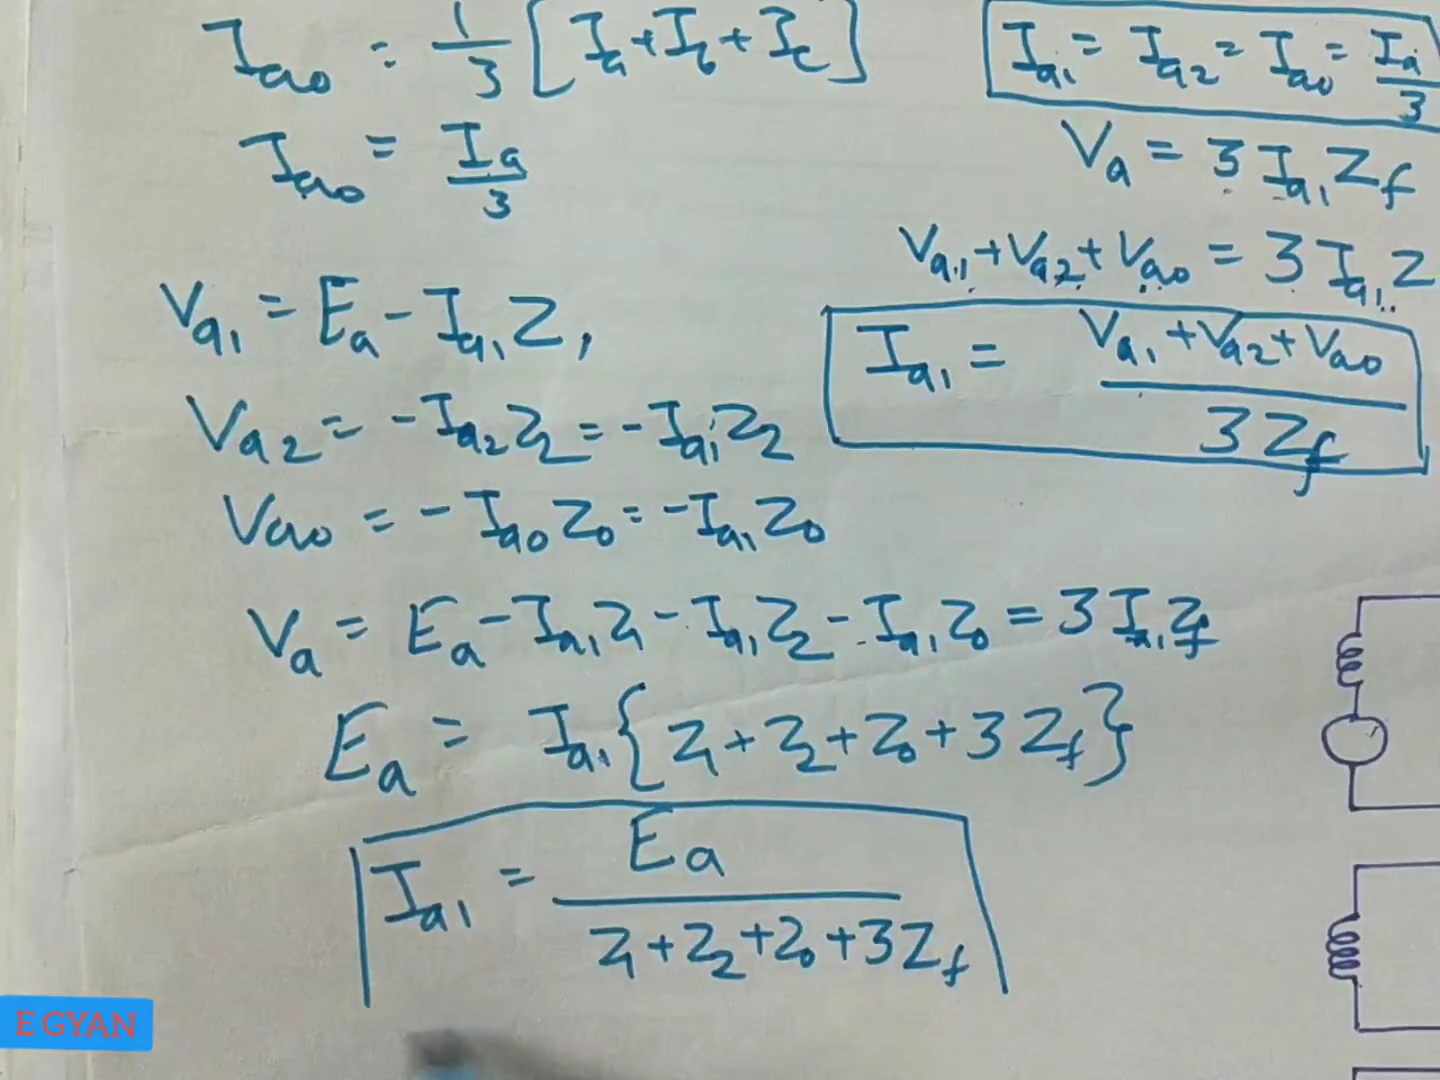 Ia0 = 1/3 [Ia + Ib + Ic]
Ia0 = Ia/3
Va1 = Ea - Ia1 Z1
Va2 = -Ia2 Z2 = -Ia1 Z2
Va0 = -Ia0 Z0 = -Ia1 Z0
Ia1 = Ia2 = Ia0 = Ia/3
Va = 3 Ia1 Zf
Va1 + Va2 + Va0 = 3 Ia1 Z
Ia1 = Va1 + Va2 + Va0 / 3 Zf
Va = Ea - Ia1 Z1 - Ia1 Z2 - Ia1 Z0 = 3 Ia1 Zf
Ea = Ia1 { Z1 + Z2 + Z0 + 3 Zf }
Ia1 = Ea / Z1 + Z2 + Z0 + 3 Zf
E GYAN